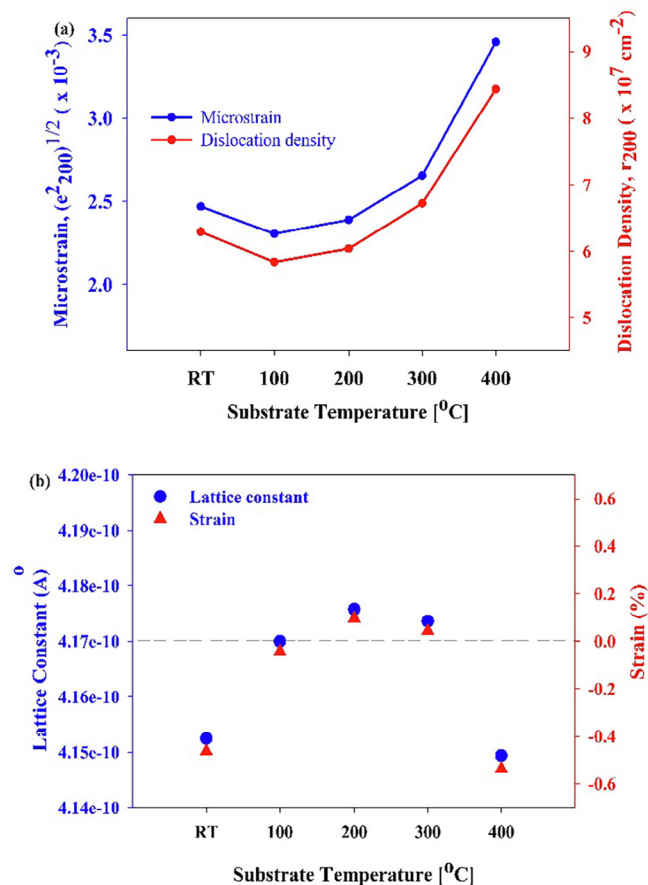 (a)
3.5
3.0
2.5
2.0
Microstrain, (e²200)^1/2 ( x 10⁻³)
Microstrain
Dislocation density
9
8
7
6
5
Dislocation Density, r200 ( x 10⁷ cm⁻²)
RT 100 200 300 400
Substrate Temperature [⁰C]
(b)
4.20e-10
4.19e-10
4.18e-10
4.17e-10
4.16e-10
4.15e-10
4.14e-10
Lattice Constant (Å)
Lattice constant
Strain
0.6
0.4
0.2
0.0
-0.2
-0.4
-0.6
Strain (%)
RT 100 200 300 400
Substrate Temperature [⁰C]